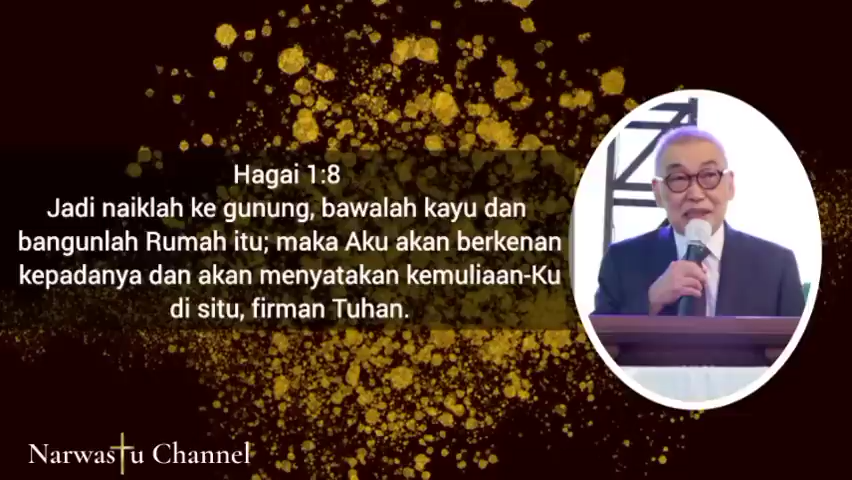 Hagai 1:8
Jadi naiklah ke gunung, bawalah kayu dan
bangunlah Rumah itu; maka Aku akan berkenan
kepadanya dan akan menyatakan kemuliaan-Ku
di situ, firman Tuhan.
Narwastu Channel